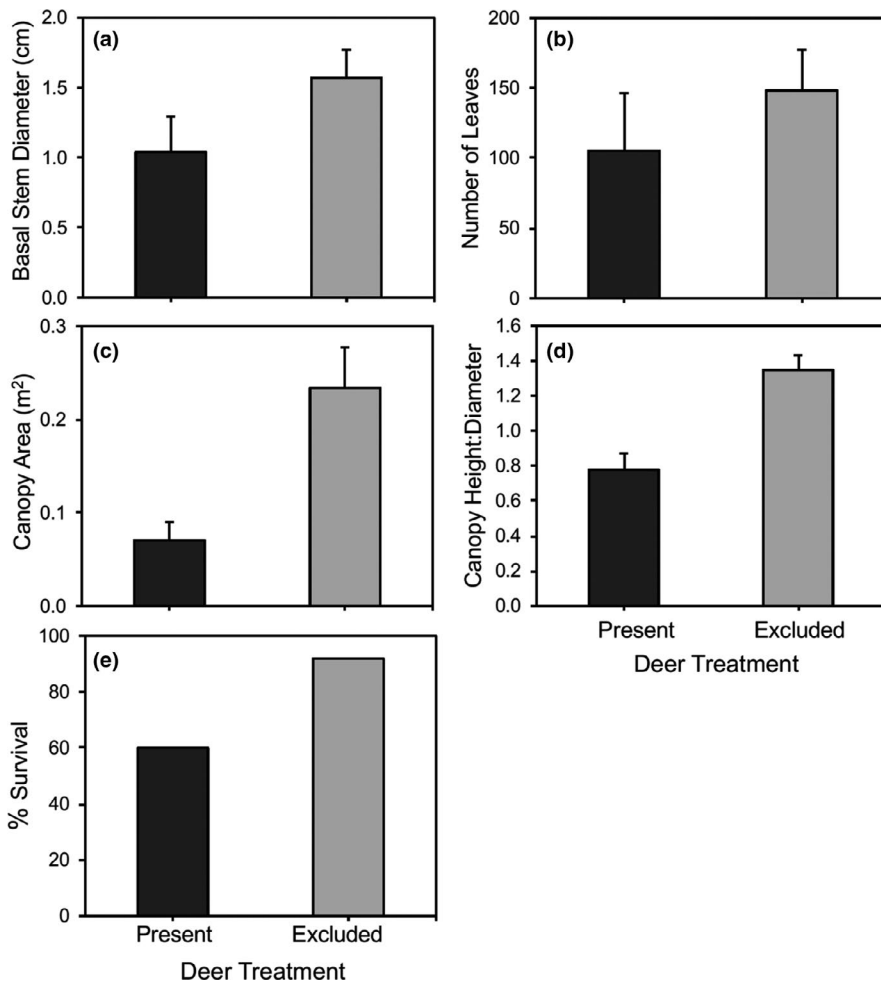 (a)
Basal Stem Diameter (cm)
2.0
1.5
1.0
0.5
0.0
(b)
Number of Leaves
200
150
100
50
0
(c)
Canopy Area (m²)
0.3
0.2
0.1
0.0
(d)
Canopy Height:Diameter
1.6
1.4
1.2
1.0
0.8
0.6
0.4
0.2
0.0
Present Excluded
Deer Treatment
(e)
% Survival
100
80
60
40
20
0
Present Excluded
Deer Treatment